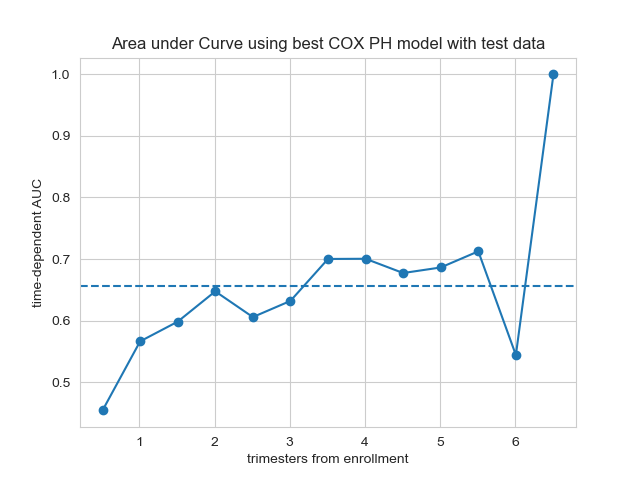 Area under Curve using best COX PH model with test data
time-dependent AUC
1.0
0.9
0.8
0.7
0.6
0.5
1 2 3 4 5 6
trimesters from enrollment